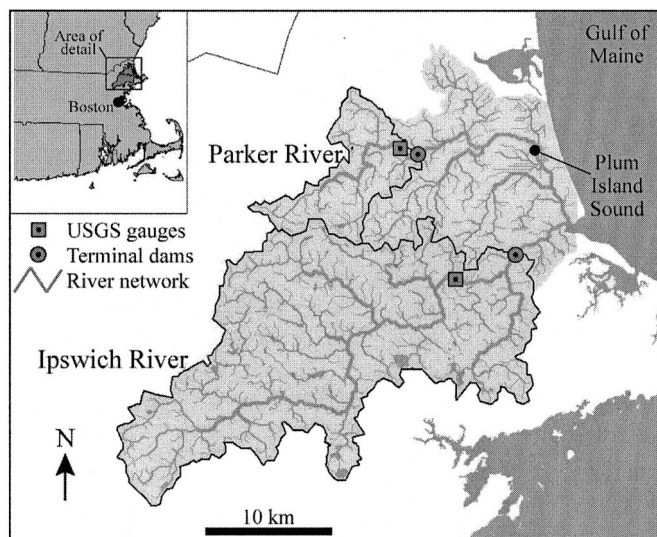 Area of
detail
Boston
Gulf of
Maine
Parker River
Plum
Island
Sound
USGS gauges
Terminal dams
River network
Ipswich River
N
10 km